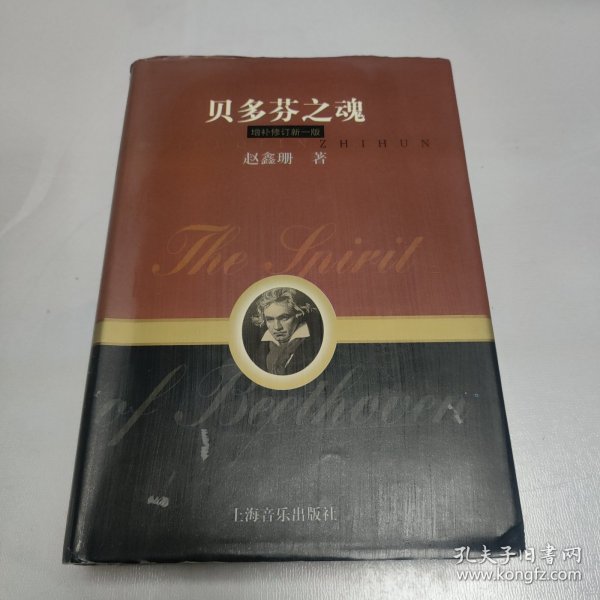 贝多芬之魂
增补修订新一版
ZHIHUN
赵鑫珊 著
The Spirit
of Beethoven
上海音乐出版社
孔夫子旧书网
www.kongfz.com